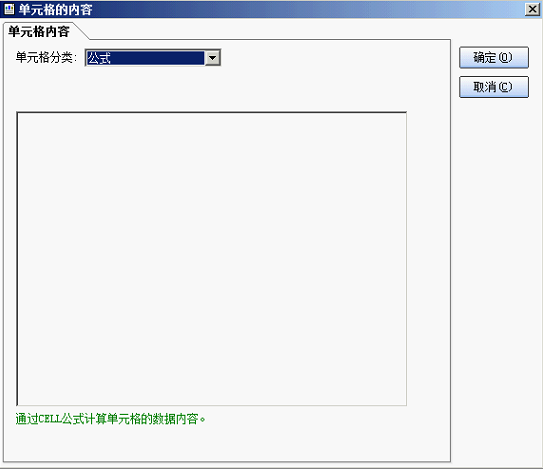 单元格的内容
单元格内容
单元格分类： 公式
确定(O)
取消(C)
通过CELL公式计算单元格的数据内容。